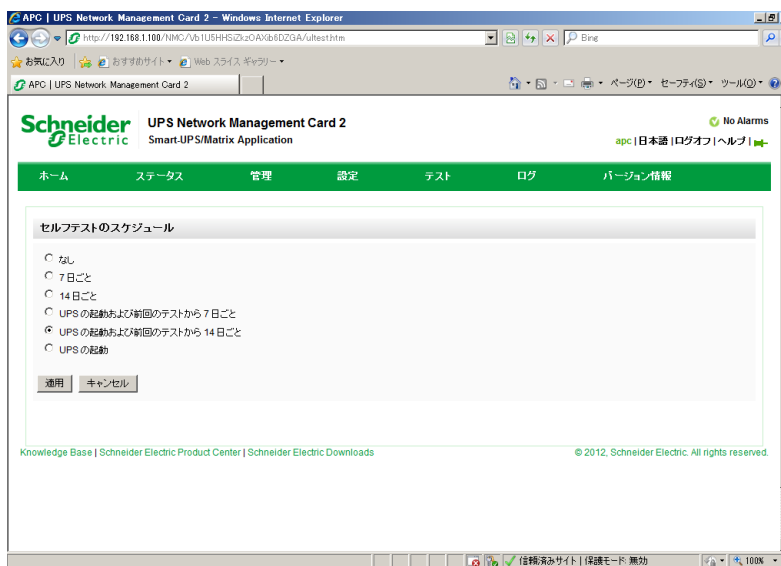 APC | UPS Network Management Card 2 - Windows Internet Explorer
http://192.168.1.100/NMC/Vb1U5HHSiZkzOAXib6DZGA/ultest.htm
Bing
お気に入り
おすすめサイト
Web スライス ギャラリー
APC | UPS Network Management Card 2
ページ(P)
セーフティ(S)
ツール(O)
Schneider Electric
UPS Network Management Card 2
Smart-UPS/Matrix Application
No Alarms
apc | 日本語 | ログオフ | ヘルプ |
ホーム
ステータス
管理
設定
テスト
ログ
バージョン情報
セルフテストのスケジュール
なし
7 日ごと
14 日ごと
UPS の起動および前回のテストから 7 日ごと
UPS の起動および前回のテストから 14 日ごと
UPS の起動
適用
キャンセル
Knowledge Base | Schneider Electric Product Center | Schneider Electric Downloads
© 2012, Schneider Electric. All rights reserved.
信頼済みサイト | 保護モード: 無効
100%